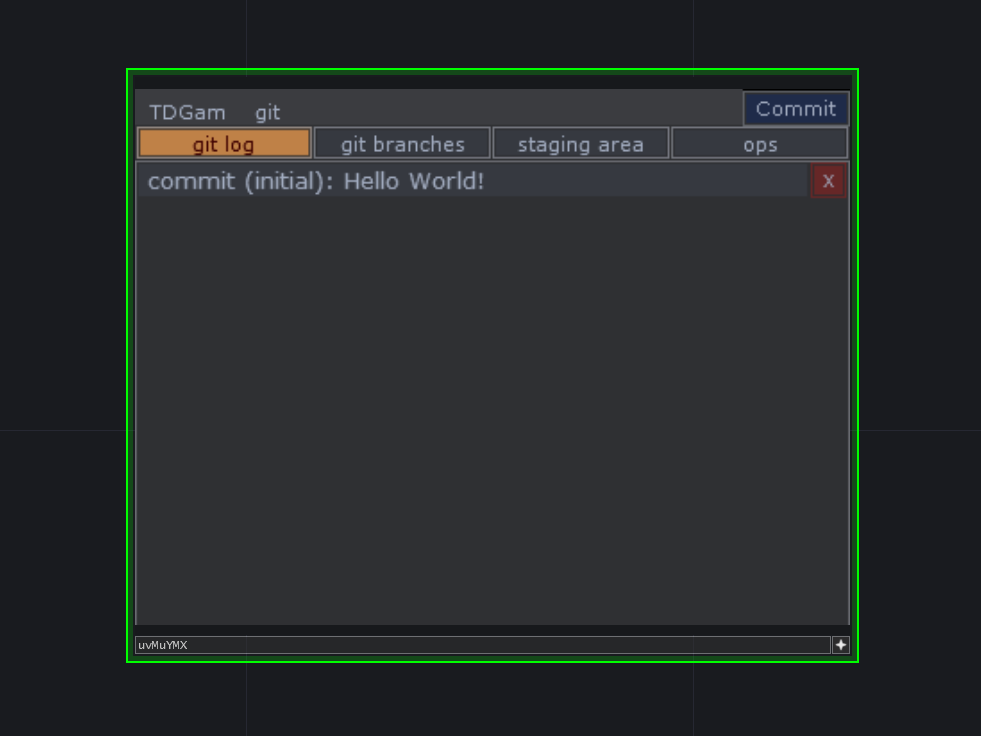 TDGam git Commit
git log git branches staging area ops
commit (initial): Hello World! X
uvMuYMX